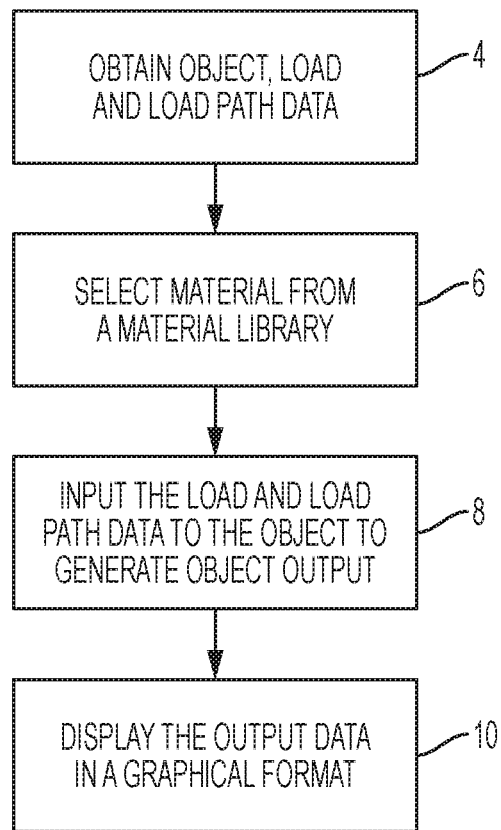 OBTAIN OBJECT, LOAD
AND LOAD PATH DATA
4
SELECT MATERIAL FROM
A MATERIAL LIBRARY
6
INPUT THE LOAD AND LOAD
PATH DATA TO THE OBJECT TO
GENERATE OBJECT OUTPUT
8
DISPLAY THE OUTPUT DATA
IN A GRAPHICAL FORMAT
10